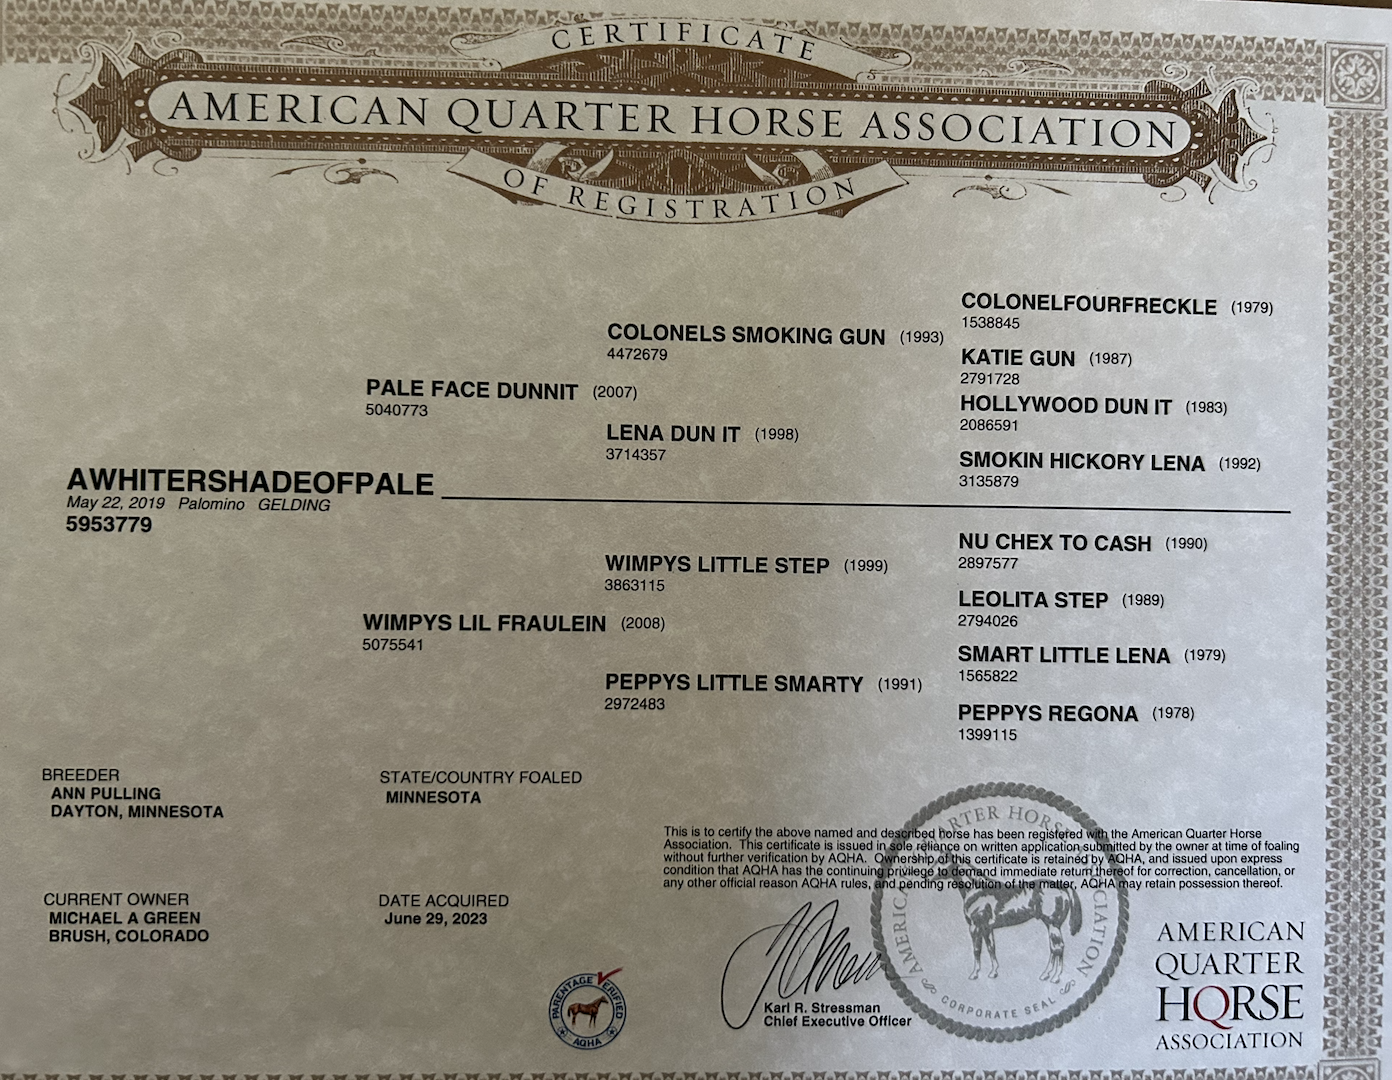 CERTIFICATE
AMERICAN QUARTER HORSE ASSOCIATION
OF REGISTRATION
COLONELFOURFRECKLE (1979)
1538845
COLONELS SMOKING GUN (1993)
4472679
KATIE GUN (1987)
2791728
PALE FACE DUNNIT (2007)
5040773
HOLLYWOOD DUN IT (1983)
2086591
LENA DUN IT (1998)
3714357
SMOKIN HICKORY LENA (1992)
3135879
AWHITERSHADEOFPALE
May 22, 2019 Palomino GELDING
5953779
NU CHEX TO CASH (1990)
2897577
WIMPYS LITTLE STEP (1999)
3863115
LEOLITA STEP (1989)
2794026
WIMPYS LIL FRAULEIN (2008)
5075541
SMART LITTLE LENA (1979)
1565822
PEPPYS LITTLE SMARTY (1991)
2972483
PEPPYS REGONA (1978)
1399115
BREEDER
ANN PULLING
DAYTON, MINNESOTA
STATE/COUNTRY FOALED
MINNESOTA
CURRENT OWNER
MICHAEL A GREEN
BRUSH, COLORADO
DATE ACQUIRED
June 29, 2023
This is to certify the above named and described horse has been registered with the American Quarter Horse
Association. This certificate is issued in sole reliance on written application submitted by the owner at time of foaling
without further verification by AQHA. Ownership of this certificate is retained by AQHA, and issued upon express
condition that AQHA has the continuing privilege to demand immediate return thereof for correction, cancellation, or
any other official reason AQHA rules, and pending resolution of the matter, AQHA may retain possession thereof.
Karl R. Stressman
Chief Executive Officer
PARENTAGE VERIFIED
AQHA
AMERICAN QUARTER HORSE ASSOCIATION
CORPORATE SEAL
AMERICAN
QUARTER
HORSE
ASSOCIATION